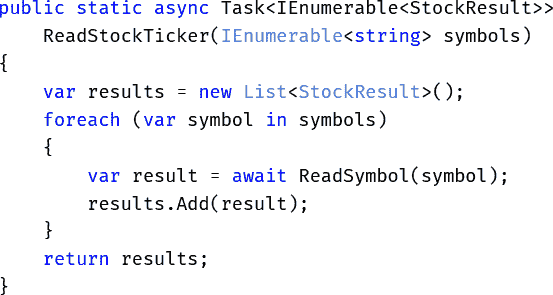 public static async Task<IEnumerable<StockResult>>
    ReadStockTicker(IEnumerable<string> symbols)
{
    var results = new List<StockResult>();
    foreach (var symbol in symbols)
    {
        var result = await ReadSymbol(symbol);
        results.Add(result);
    }
    return results;
}